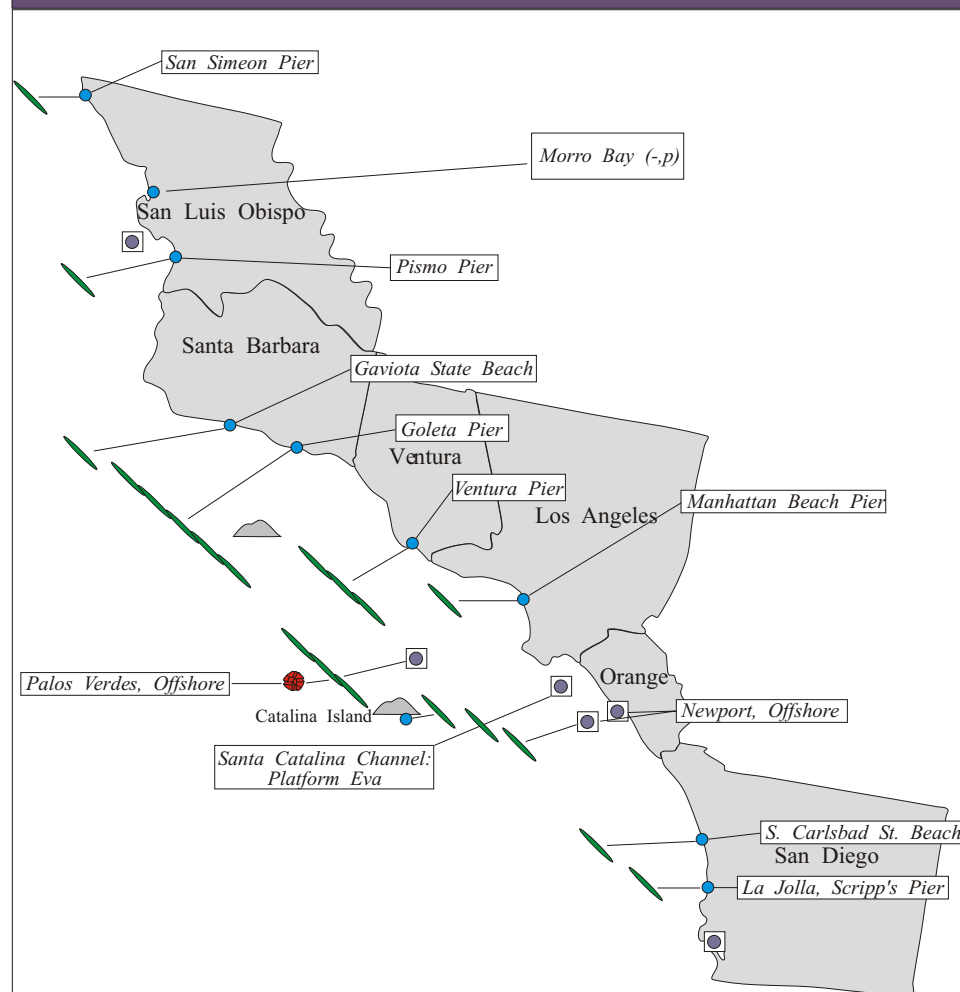 San Simeon Pier
Morro Bay (-,p)
San Luis Obispo
Pismo Pier
Santa Barbara
Gaviota State Beach
Goleta Pier
Ventura
Ventura Pier
Manhattan Beach Pier
Los Angeles
Orange
Palos Verdes, Offshore
Catalina Island
Newport, Offshore
Santa Catalina Channel:
Platform Eva
S. Carlsbad St. Beach
San Diego
La Jolla, Scripp's Pier